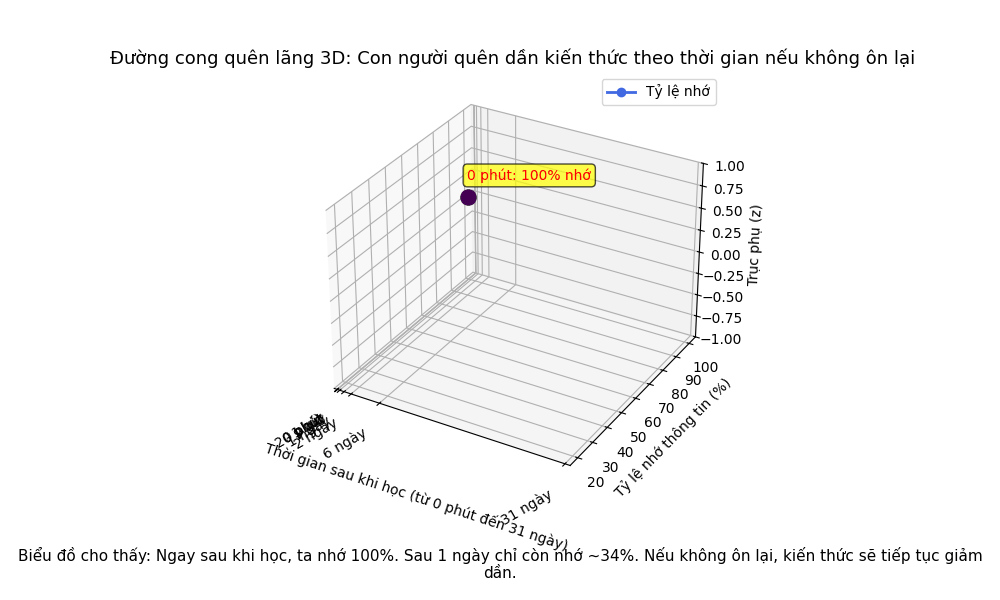 Đường cong quên lãng 3D: Con người quên dần kiến thức theo thời gian nếu không ôn lại
Tỷ lệ nhớ
0 phút: 100% nhớ
1.00
0.75
0.50
0.25
0.00
−0.25
−0.50
−0.75
−1.00
Trục phụ (z)
100
90
80
70
60
50
40
30
20
Tỷ lệ nhớ thông tin (%)
2 ngày
6 ngày
31 ngày
Thời gian sau khi học (từ 0 phút đến 31 ngày)
Biểu đồ cho thấy: Ngay sau khi học, ta nhớ 100%. Sau 1 ngày chỉ còn nhớ ~34%. Nếu không ôn lại, kiến thức sẽ tiếp tục giảm
dần.